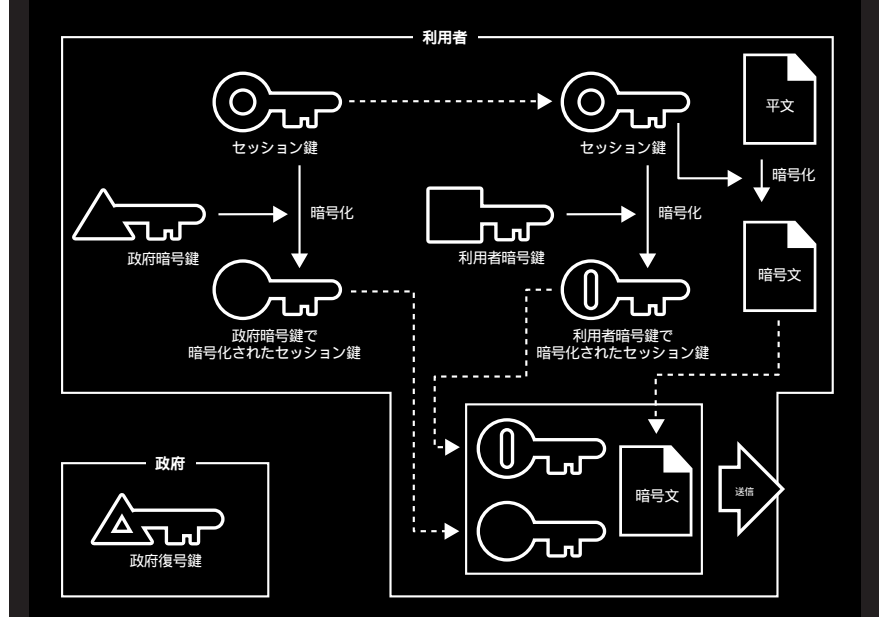 利用者
セッション鍵
セッション鍵
平文
暗号化
政府暗号鍵
暗号化
利用者暗号鍵
暗号化
暗号文
政府暗号鍵で
暗号化されたセッション鍵
利用者暗号鍵で
暗号化されたセッション鍵
政府
政府復号鍵
暗号文
送信